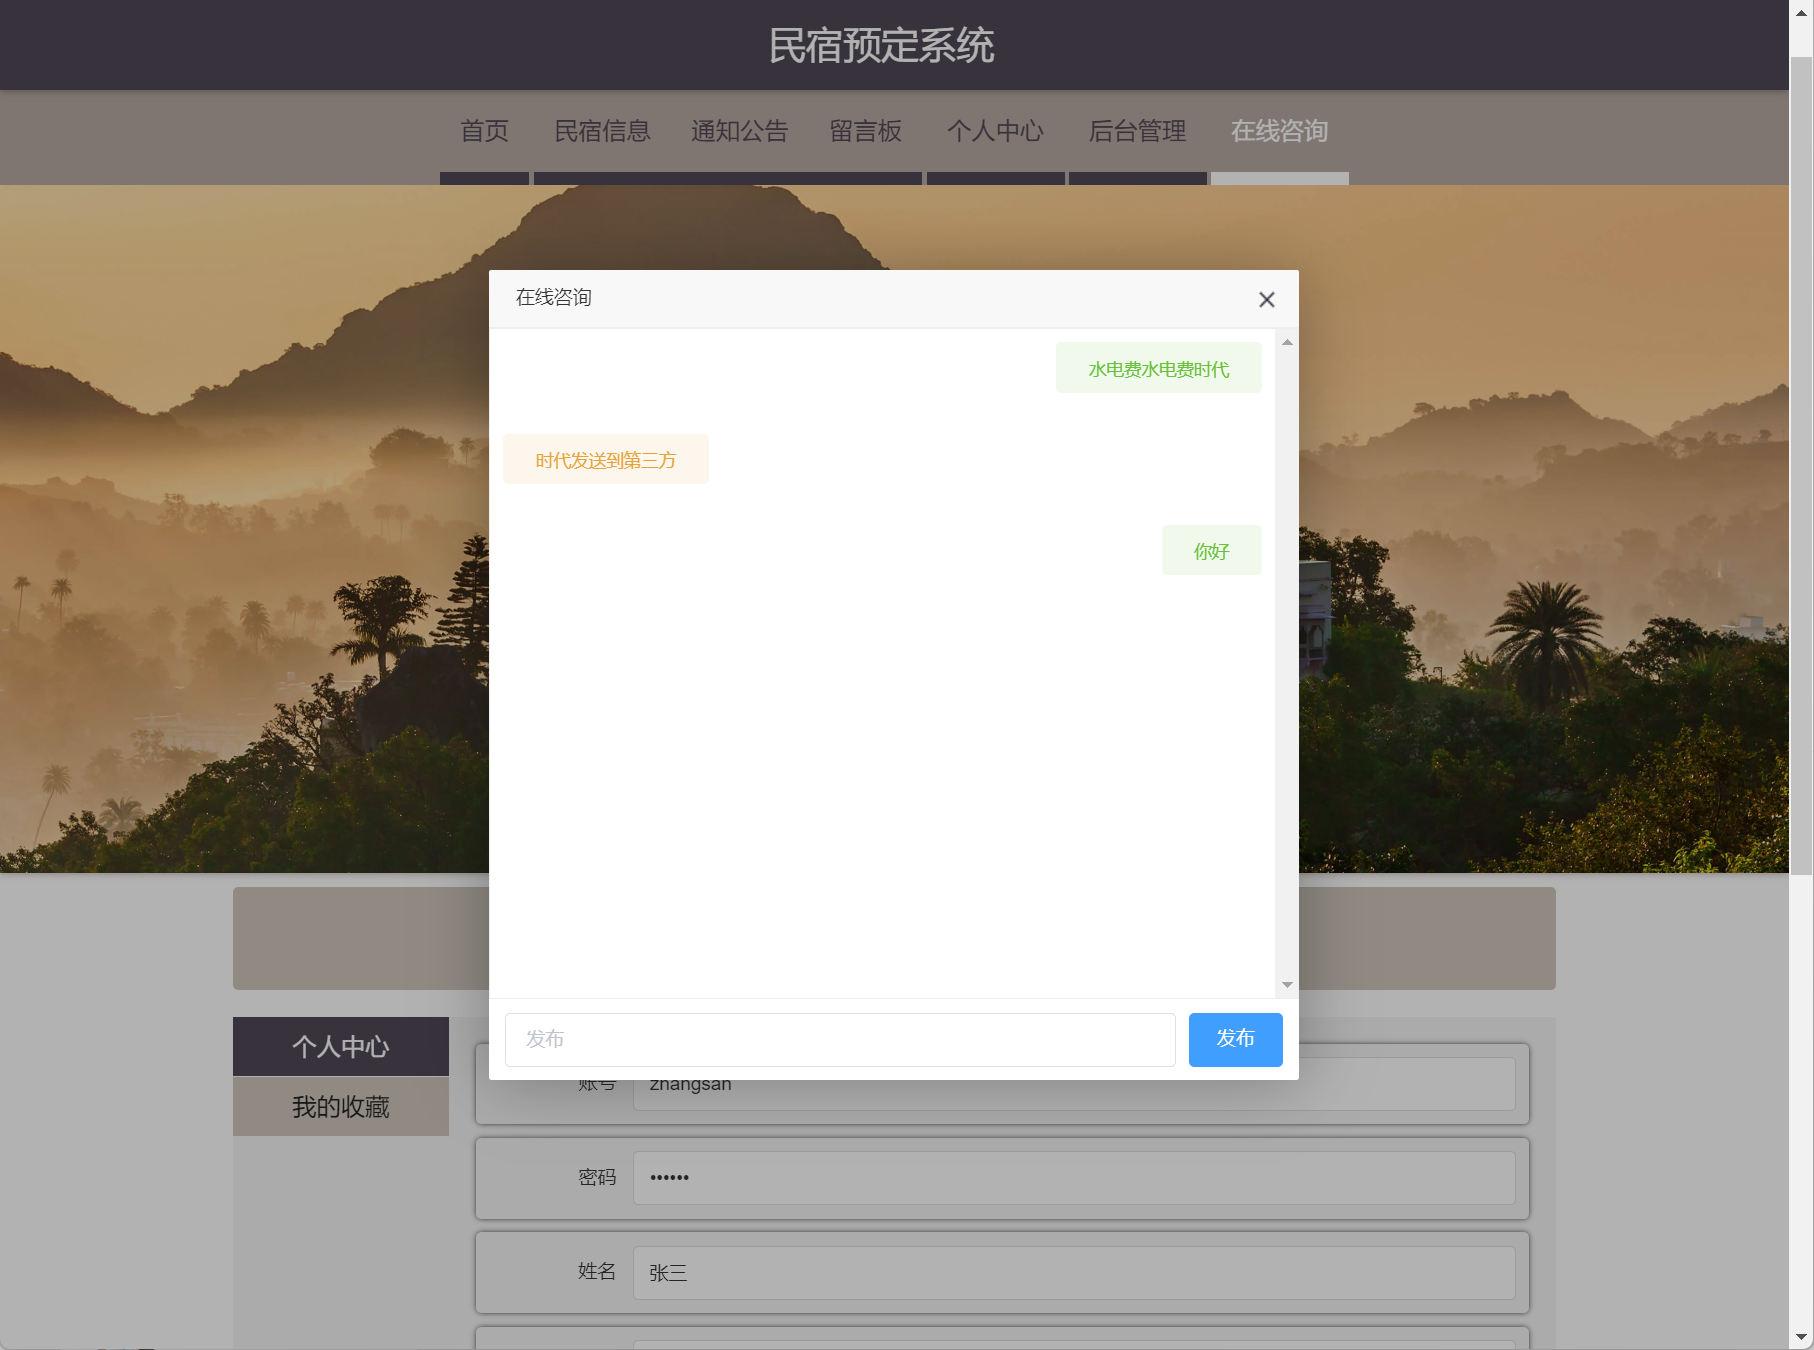 民宿预定系统
首页 民宿信息 通知公告 留言板 个人中心 后台管理 在线咨询
在线咨询
水电费水电费时代
时代发送到第三方
你好
发布 发布
个人中心
我的收藏
账号 zhangsan
密码 ••••••
姓名 张三